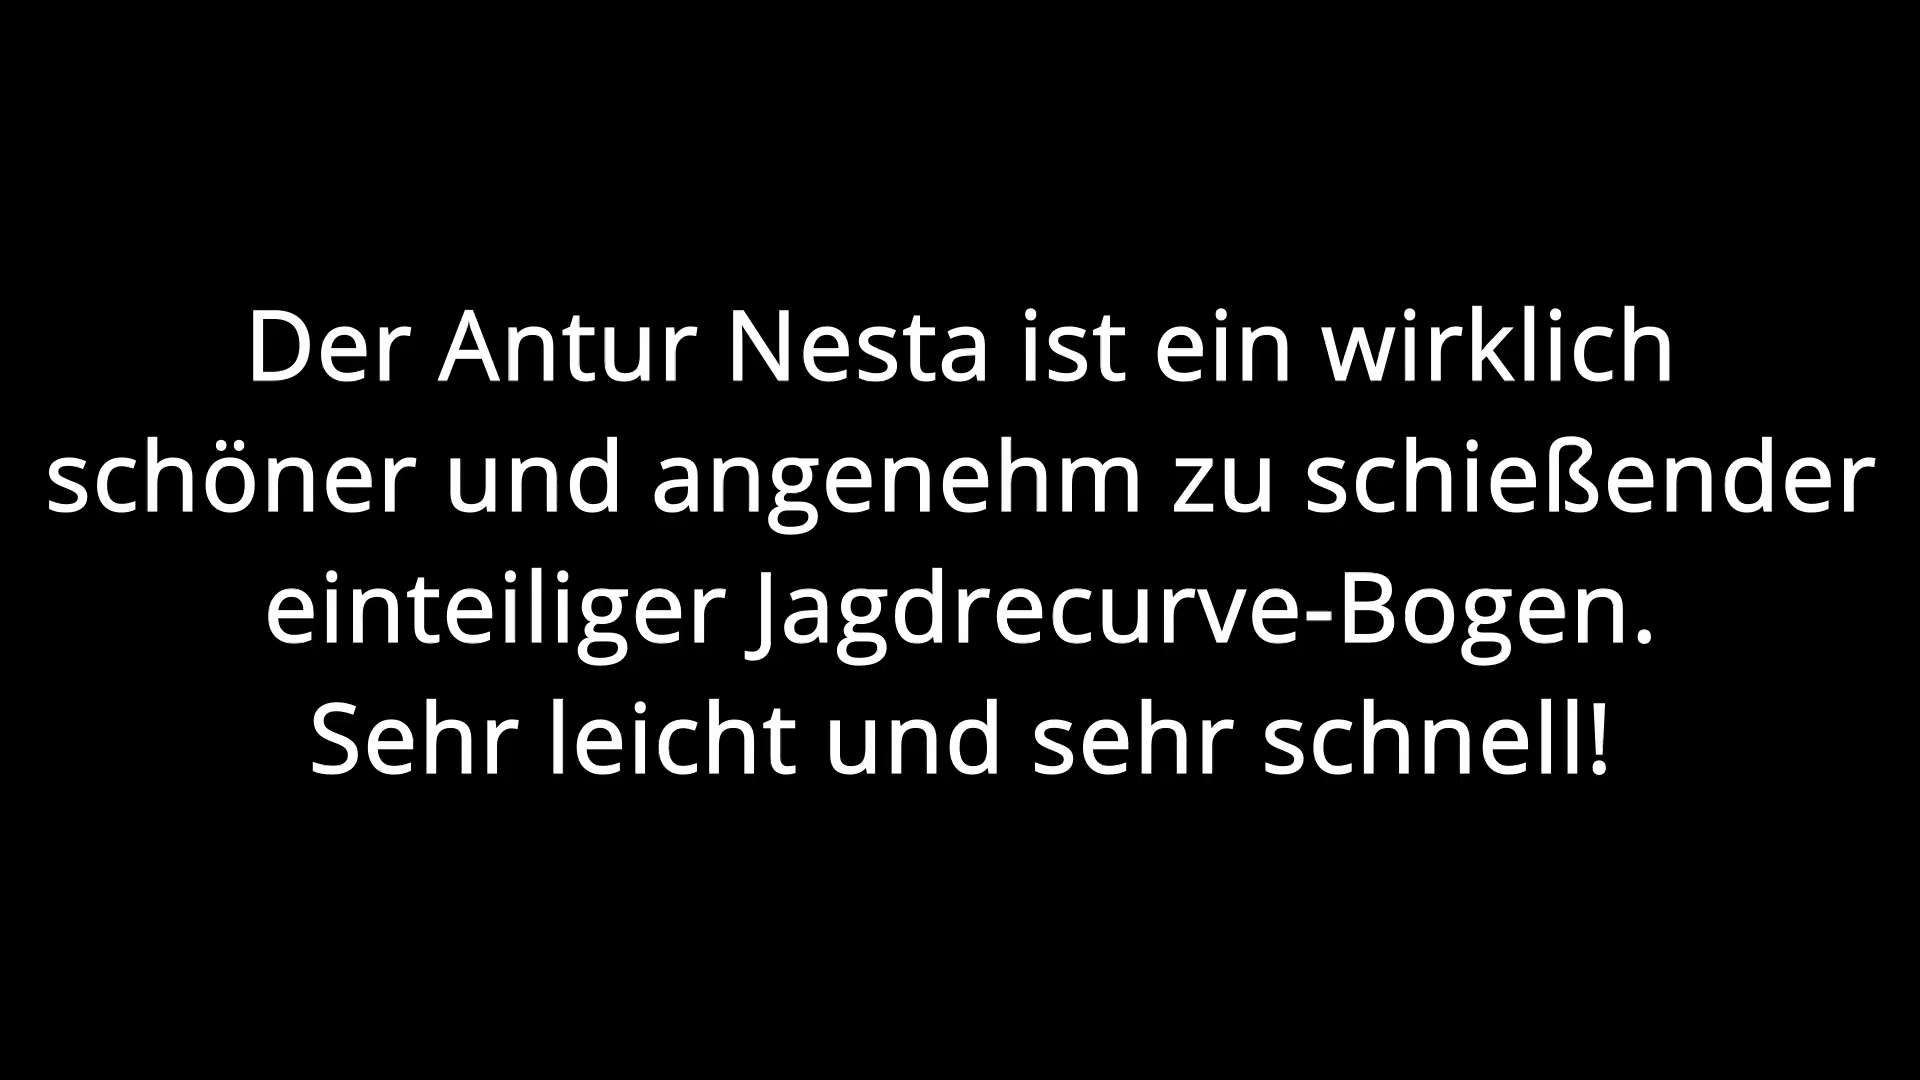 Der Antur Nesta ist ein wirklich
schöner und angenehm zu schießender
einteiliger Jagdrecurve-Bogen.
Sehr leicht und sehr schnell!